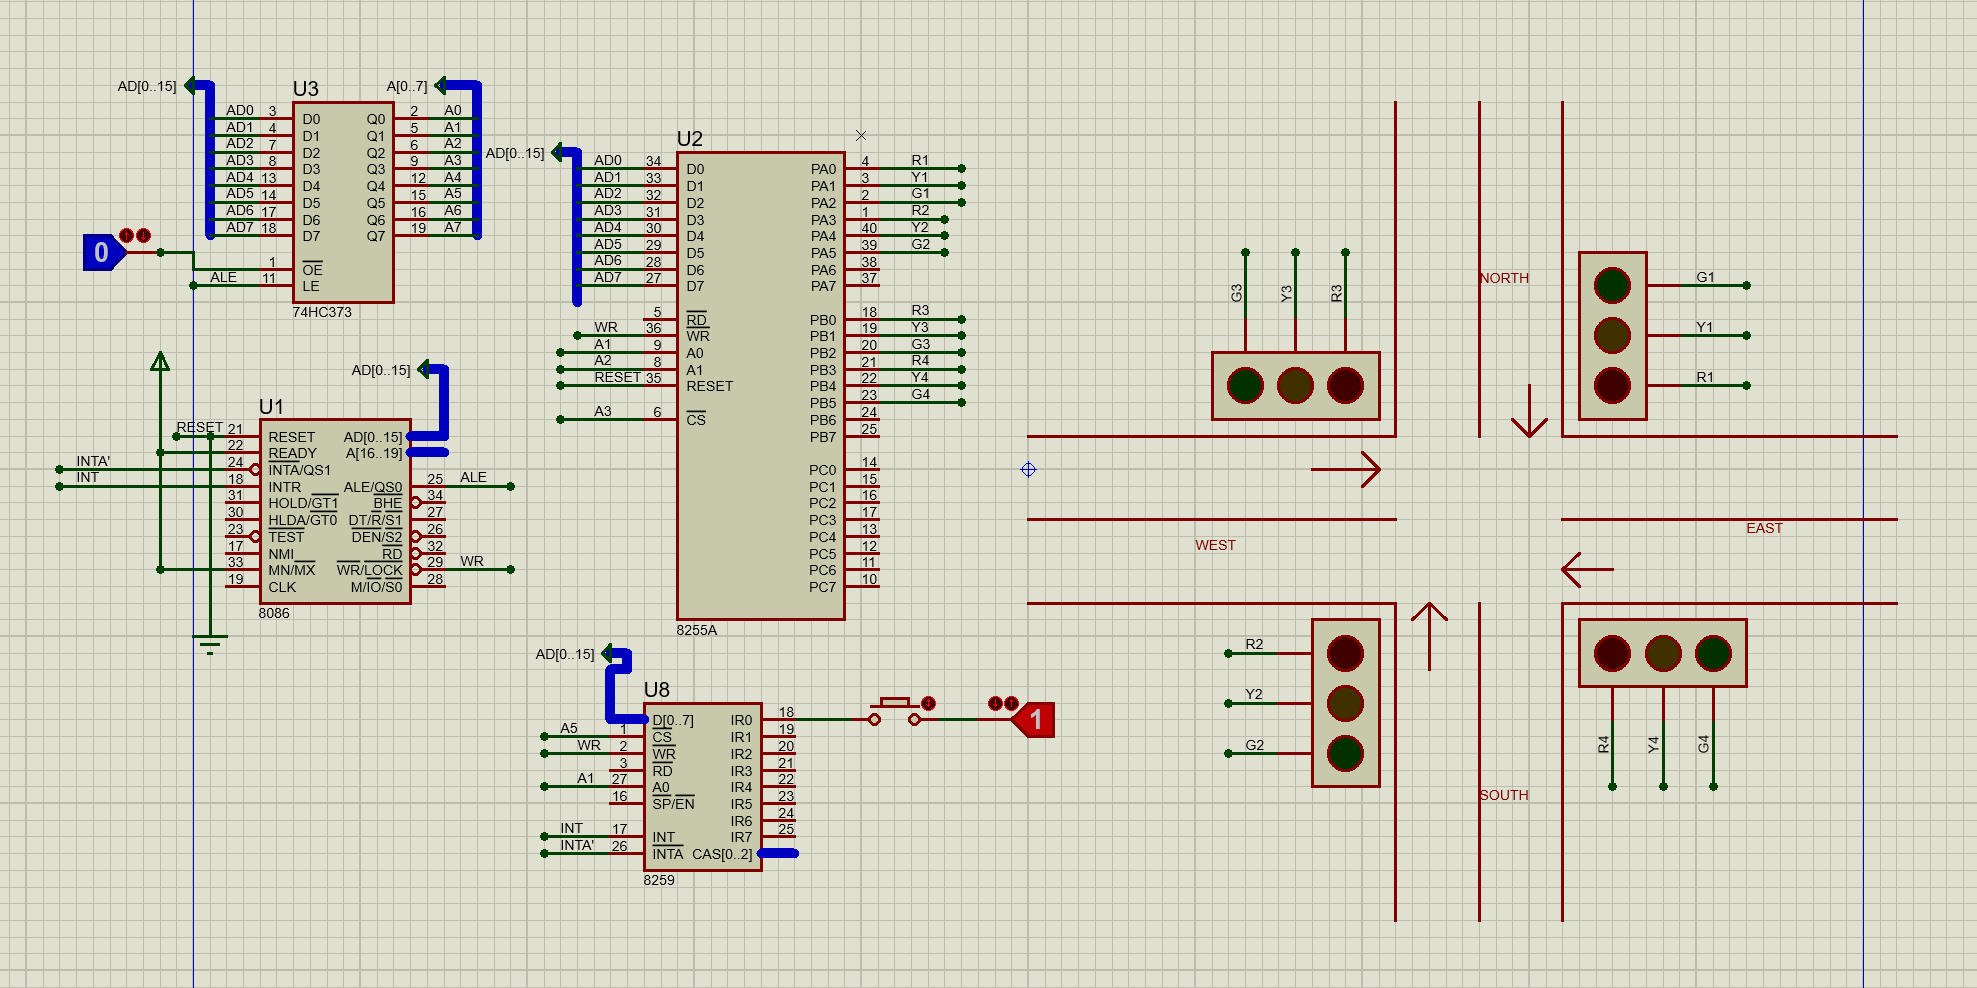 U3
AD[0..15]
A[0..7]
AD0 3 D0 Q0 2 A0
AD1 4 D1 Q1 5 A1
AD2 7 D2 Q2 6 A2
AD3 8 D3 Q3 9 A3
AD4 13 D4 Q4 12 A4
AD5 14 D5 Q5 15 A5
AD6 17 D6 Q6 16 A6
AD7 18 D7 Q7 19 A7
0
1 OE
ALE 11 LE
74HC373
U2
AD[0..15]
AD0 34 D0 PA0 4 R1
AD1 33 D1 PA1 3 Y1
AD2 32 D2 PA2 2 G1
AD3 31 D3 PA3 1 R2
AD4 30 D4 PA4 40 Y2
AD5 29 D5 PA5 39 G2
AD6 28 D6 PA6 38
AD7 27 D7 PA7 37
5 RD PB0 18 R3
WR 36 WR PB1 19 Y3
A1 9 A0 PB2 20 G3
A2 8 A1 PB3 21 R4
RESET 35 RESET PB4 22 Y4
PB5 23 G4
A3 6 CS PB6 24
PB7 25
PC0 14
PC1 15
PC2 16
PC3 17
PC4 13
PC5 12
PC6 11
PC7 10
8255A
AD[0..15]
U1
RESET 21 RESET AD[0..15]
22 READY A[16..19]
INTA' 24 INTA/QS1
INT 18 INTR ALE/QS0 25 ALE
31 HOLD/GT1 BHE 34
30 HLDA/GT0 DT/R/S1 27
23 TEST DEN/S2 26
17 NMI RD 32
33 MN/MX WR/LOCK 29 WR
19 CLK M/IO/S0 28
8086
AD[0..15]
U8
D[0..7] IR0 18
A5 1 CS IR1 19
WR 2 WR IR2 20
3 RD IR3 21
A1 27 A0 IR4 22
16 SP/EN IR5 23
IR6 24
INT 17 INT IR7 25
INTA' 26 INTA CAS[0..2]
8259
1
G3 Y3 R3
NORTH
G1
Y1
R1
WEST
EAST
R2
Y2
G2
SOUTH
R4 Y4 G4